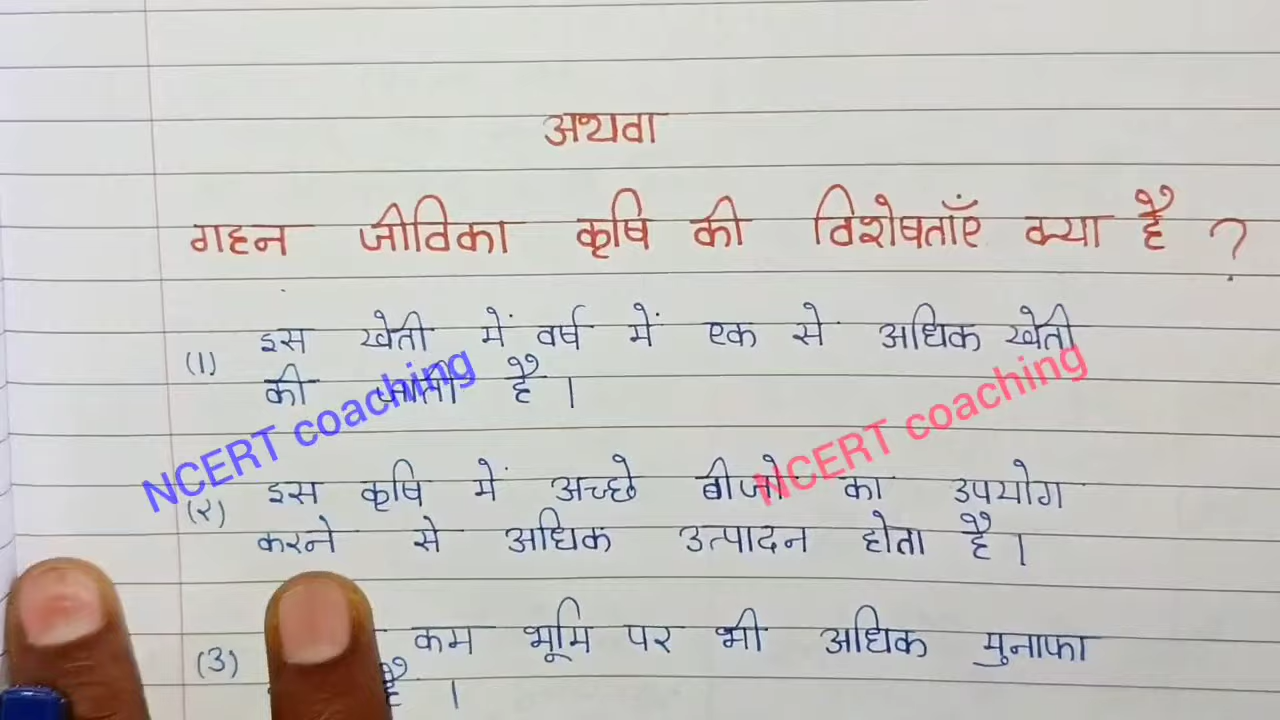 अथवा
गहन जीविका कृषि की विशेषताएँ क्या है ?
(1) इस खेती में वर्ष में एक से अधिक खेती
की जाती है ।
NCERT coaching
NCERT coaching
(२) इस कृषि में अच्छे बीजो का उपयोग
करने से अधिक उत्पादन होता है ।
(3) कम भूमि पर भी अधिक मुनाफा
है ।